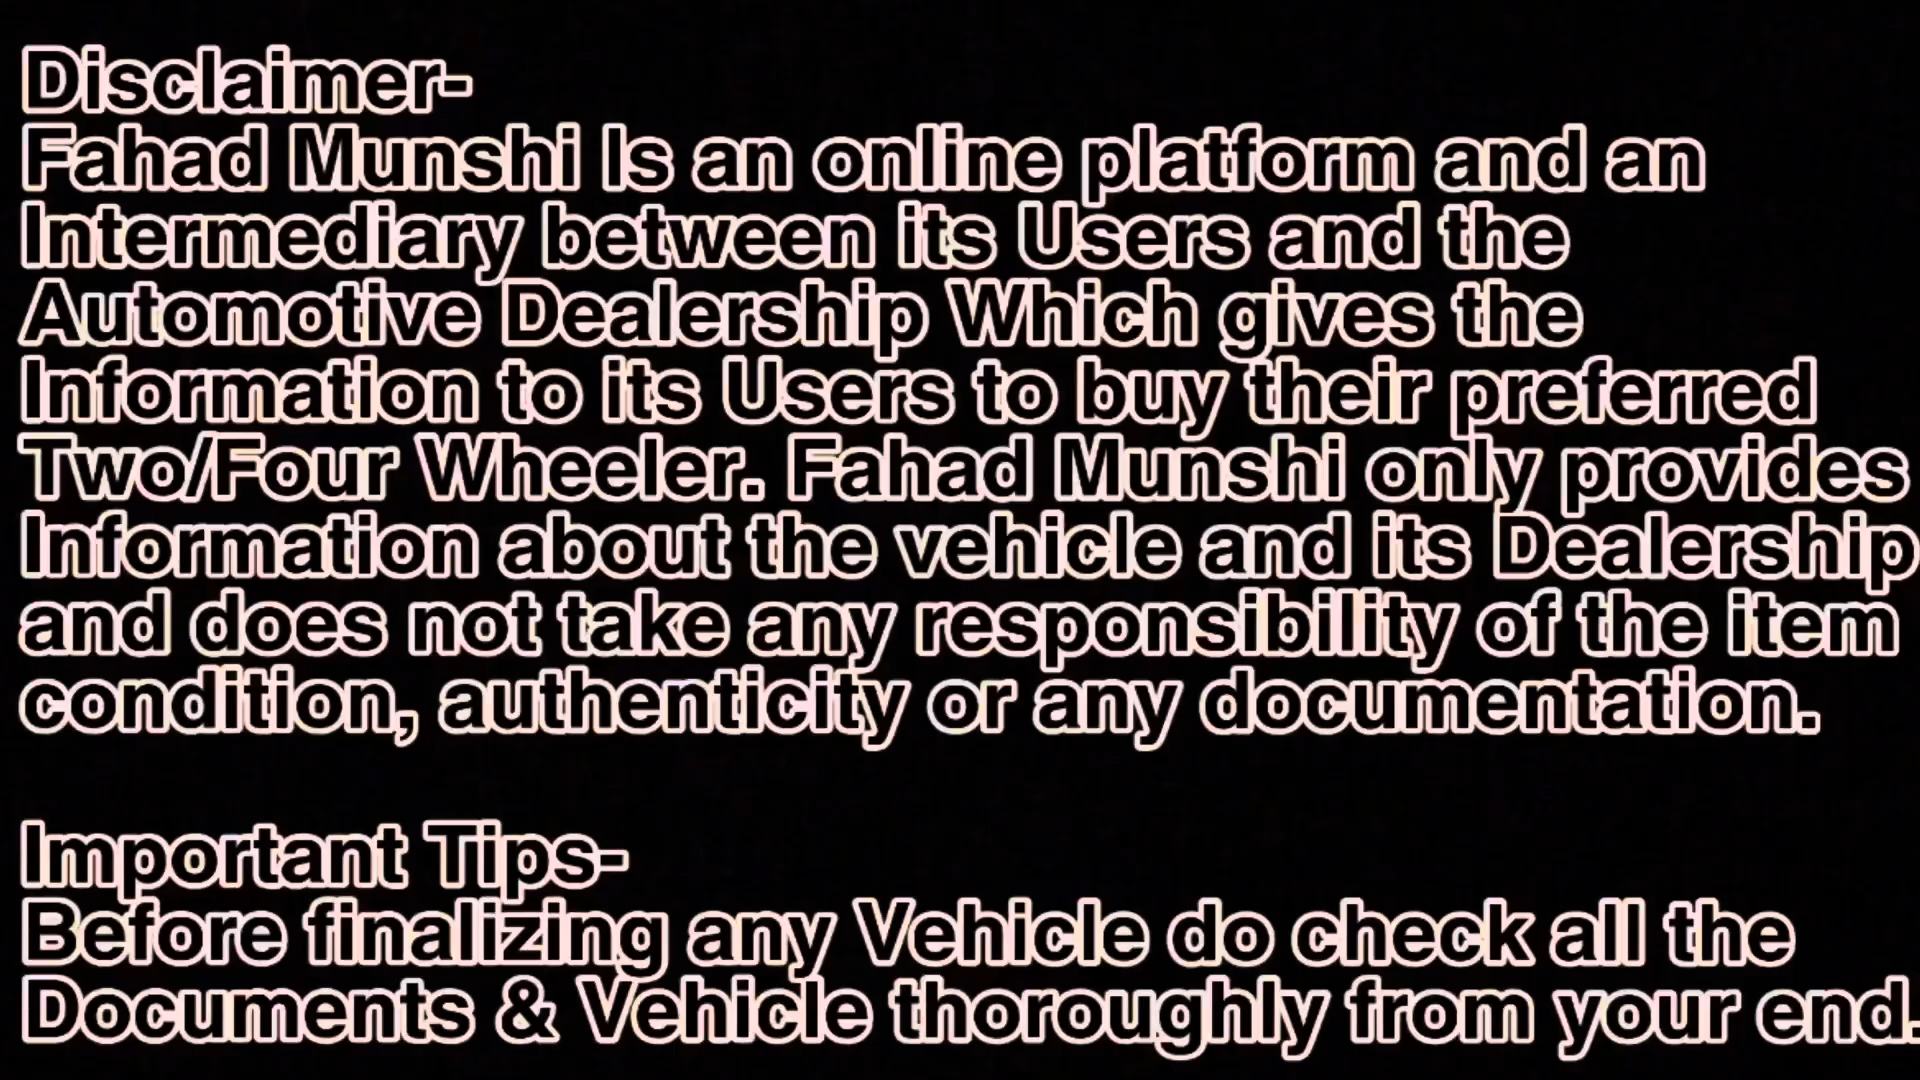 Disclaimer-
Fahad Munshi Is an online platform and an
Intermediary between its Users and the
Automotive Dealership Which gives the
Information to its Users to buy their preferred
Two/Four Wheeler. Fahad Munshi only provides
Information about the vehicle and its Dealership
and does not take any responsibility of the item
condition, authenticity or any documentation.
Important Tips-
Before finalizing any Vehicle do check all the
Documents & Vehicle thoroughly from your end.